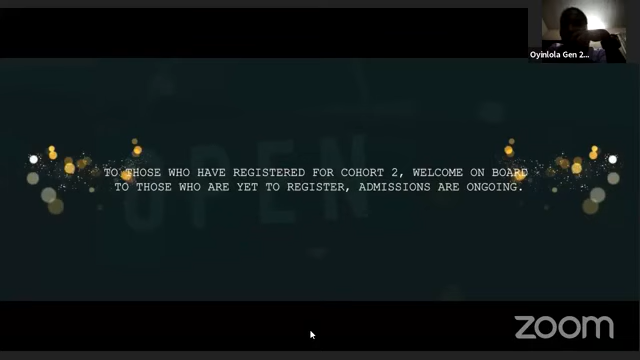 Oyinlola Gen 2...
OPEN
TO THOSE WHO HAVE REGISTERED FOR COHORT 2, WELCOME ON BOARD
TO THOSE WHO ARE YET TO REGISTER, ADMISSIONS ARE ONGOING.
zoom